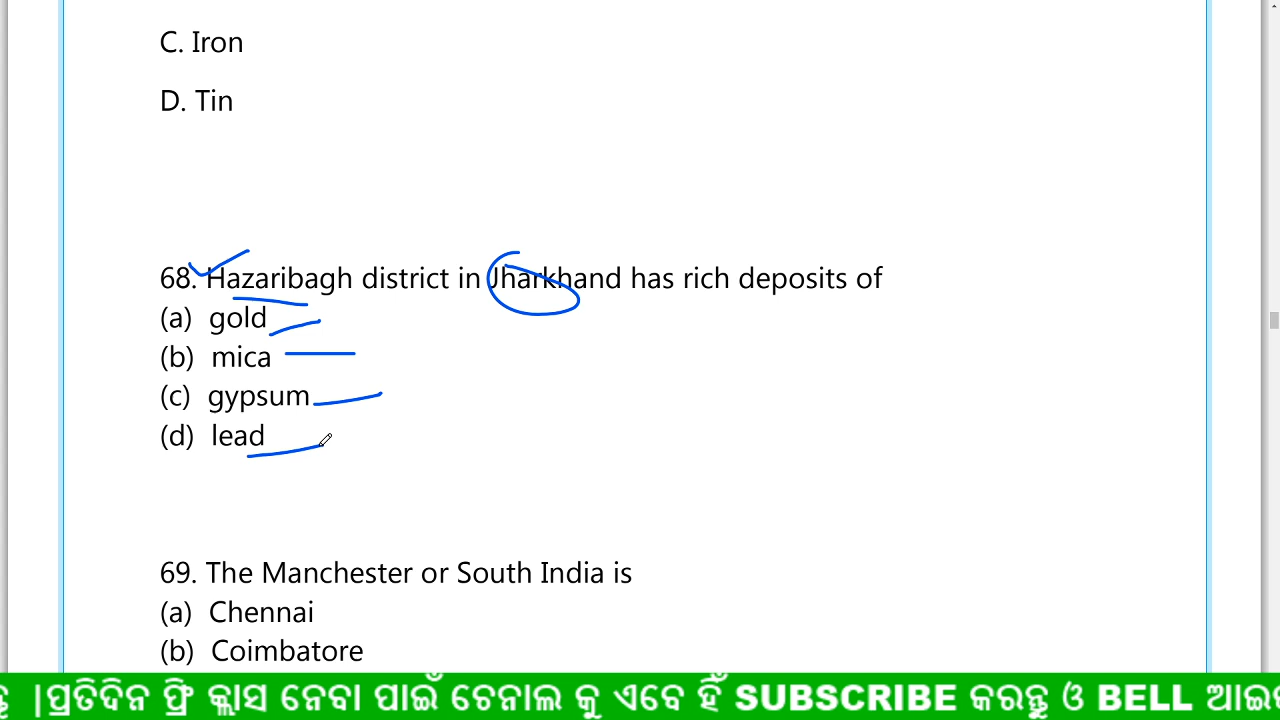 C. Iron
D. Tin
68. Hazaribagh district in Jharkhand has rich deposits of
(a) gold
(b) mica
(c) gypsum
(d) lead
69. The Manchester or South India is
(a) Chennai
(b) Coimbatore
।ପ୍ରତିଦିନ ଫ୍ରି କ୍ଲାସ ନେବା ପାଇଁ ଚେନାଲ କୁ ଏବେ ହିଁ SUBSCRIBE କରନ୍ତୁ ଓ BELL